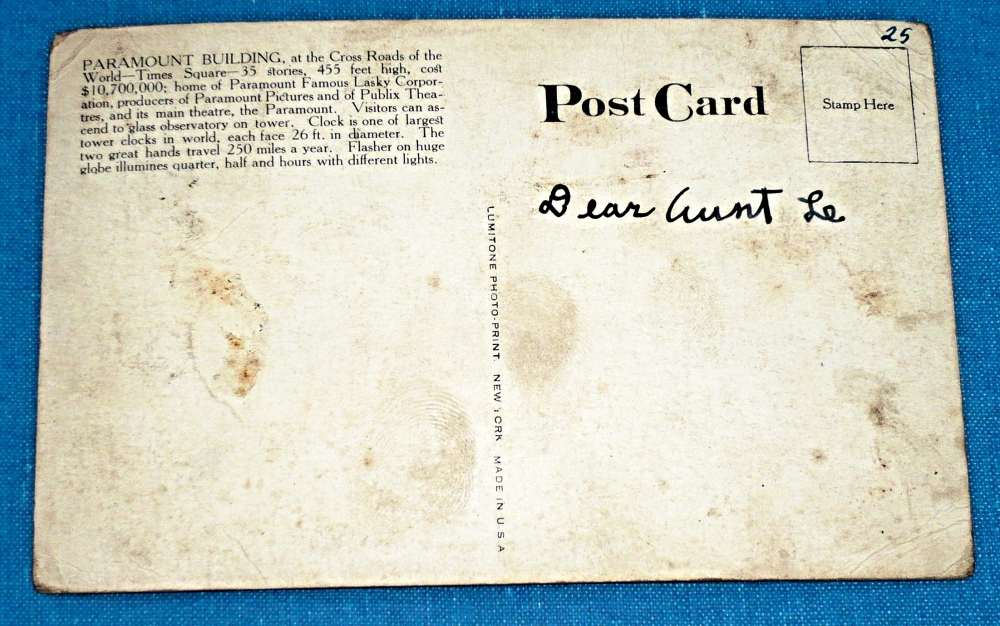 PARAMOUNT BUILDING, at the Cross Roads of the
World—Times Square—35 stories, 455 feet high, cost
$10,700,000; home of Paramount Famous Lasky Corpor-
ation, producers of Paramount Pictures and of Publix Thea-
tres, and its main theatre, the Paramount. Visitors can as-
cend to glass observatory on tower. Clock is one of largest
tower clocks in world, each face 26 ft. in diameter. The
two great hands travel 250 miles a year. Flasher on huge
globe illumines quarter, half and hours with different lights.
LUMITONE PHOTO-PRINT. NEW YORK MADE IN U.S.A
25
Post Card
Stamp Here
Dear Aunt Le